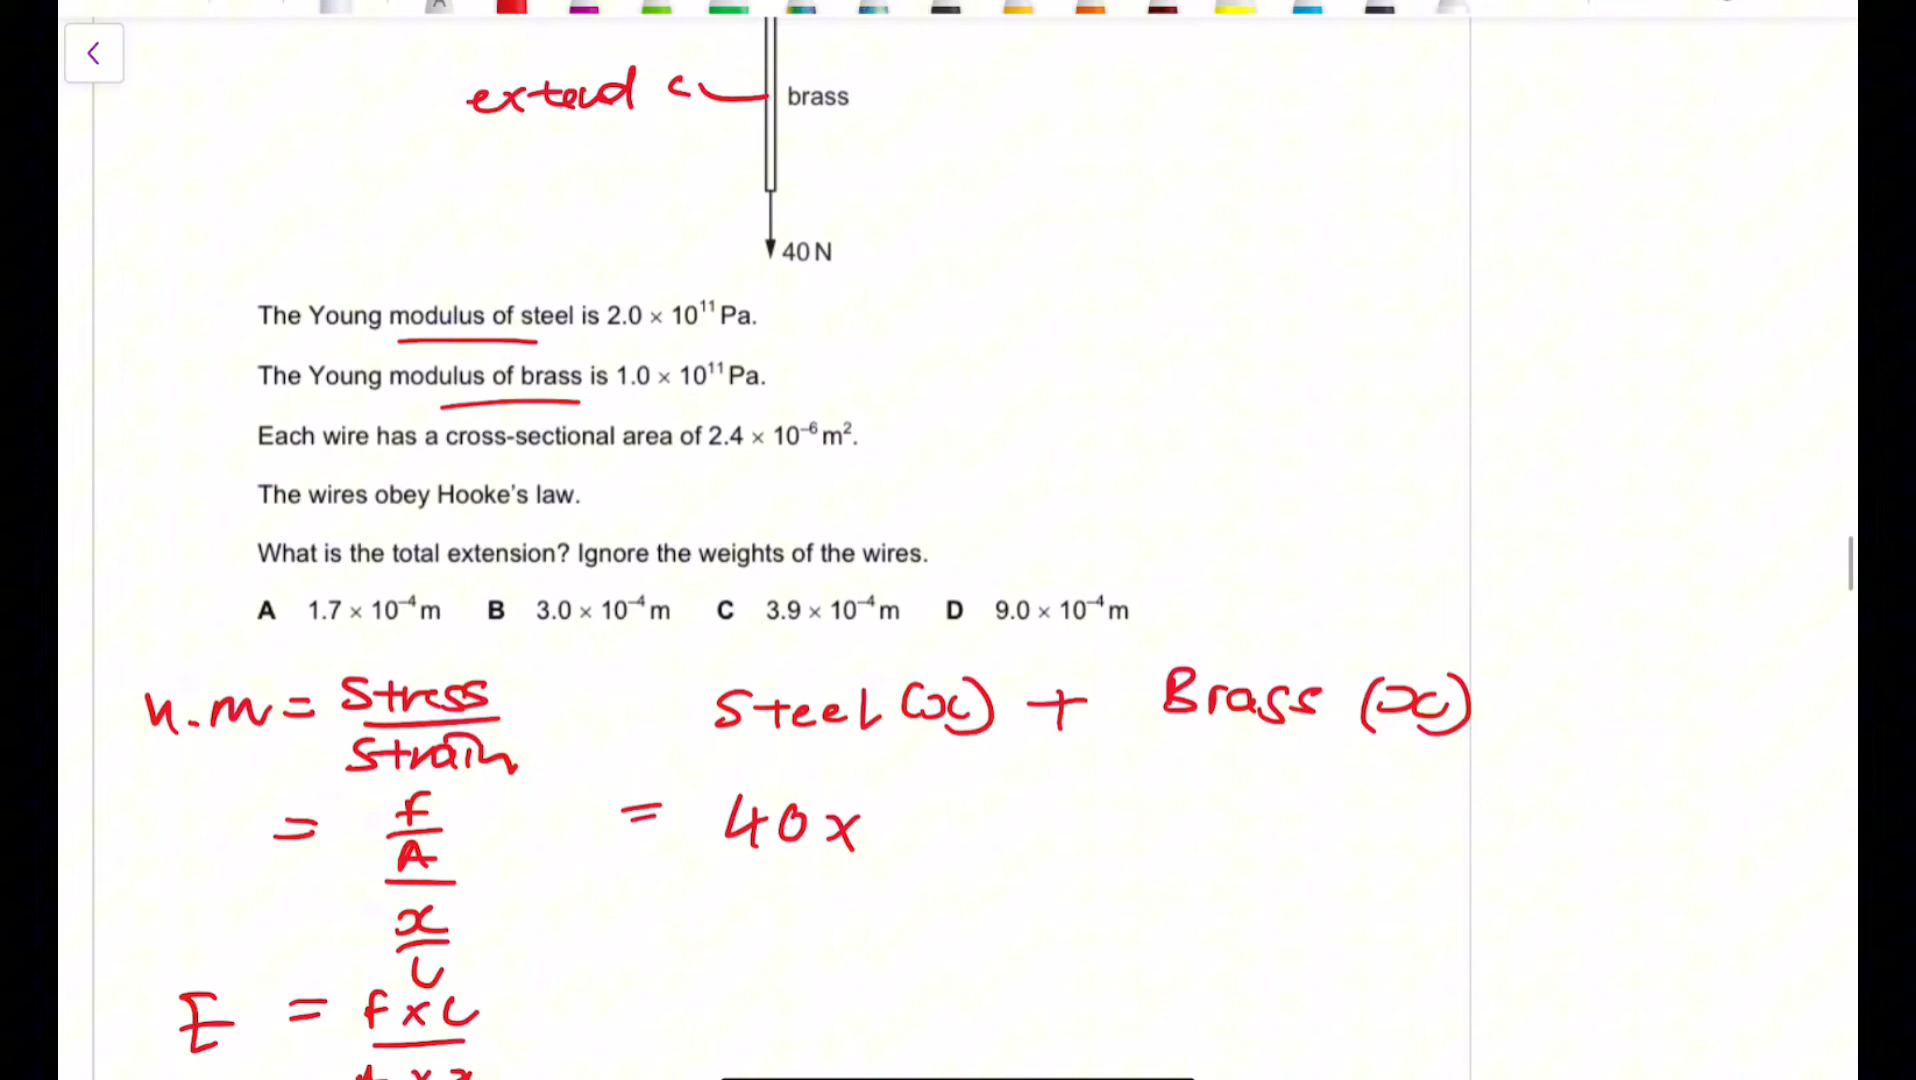 extend
brass
40 N
The Young modulus of steel is 2.0 × 10¹¹ Pa.
The Young modulus of brass is 1.0 × 10¹¹ Pa.
Each wire has a cross-sectional area of 2.4 × 10⁻⁶ m².
The wires obey Hooke's law.
What is the total extension? Ignore the weights of the wires.
A 1.7 × 10⁻⁴ m B 3.0 × 10⁻⁴ m C 3.9 × 10⁻⁴ m D 9.0 × 10⁻⁴ m
y.m = stress / strain
Steel (x) + Brass (x)
= f/A / x/L
= 40 x
E = f x L